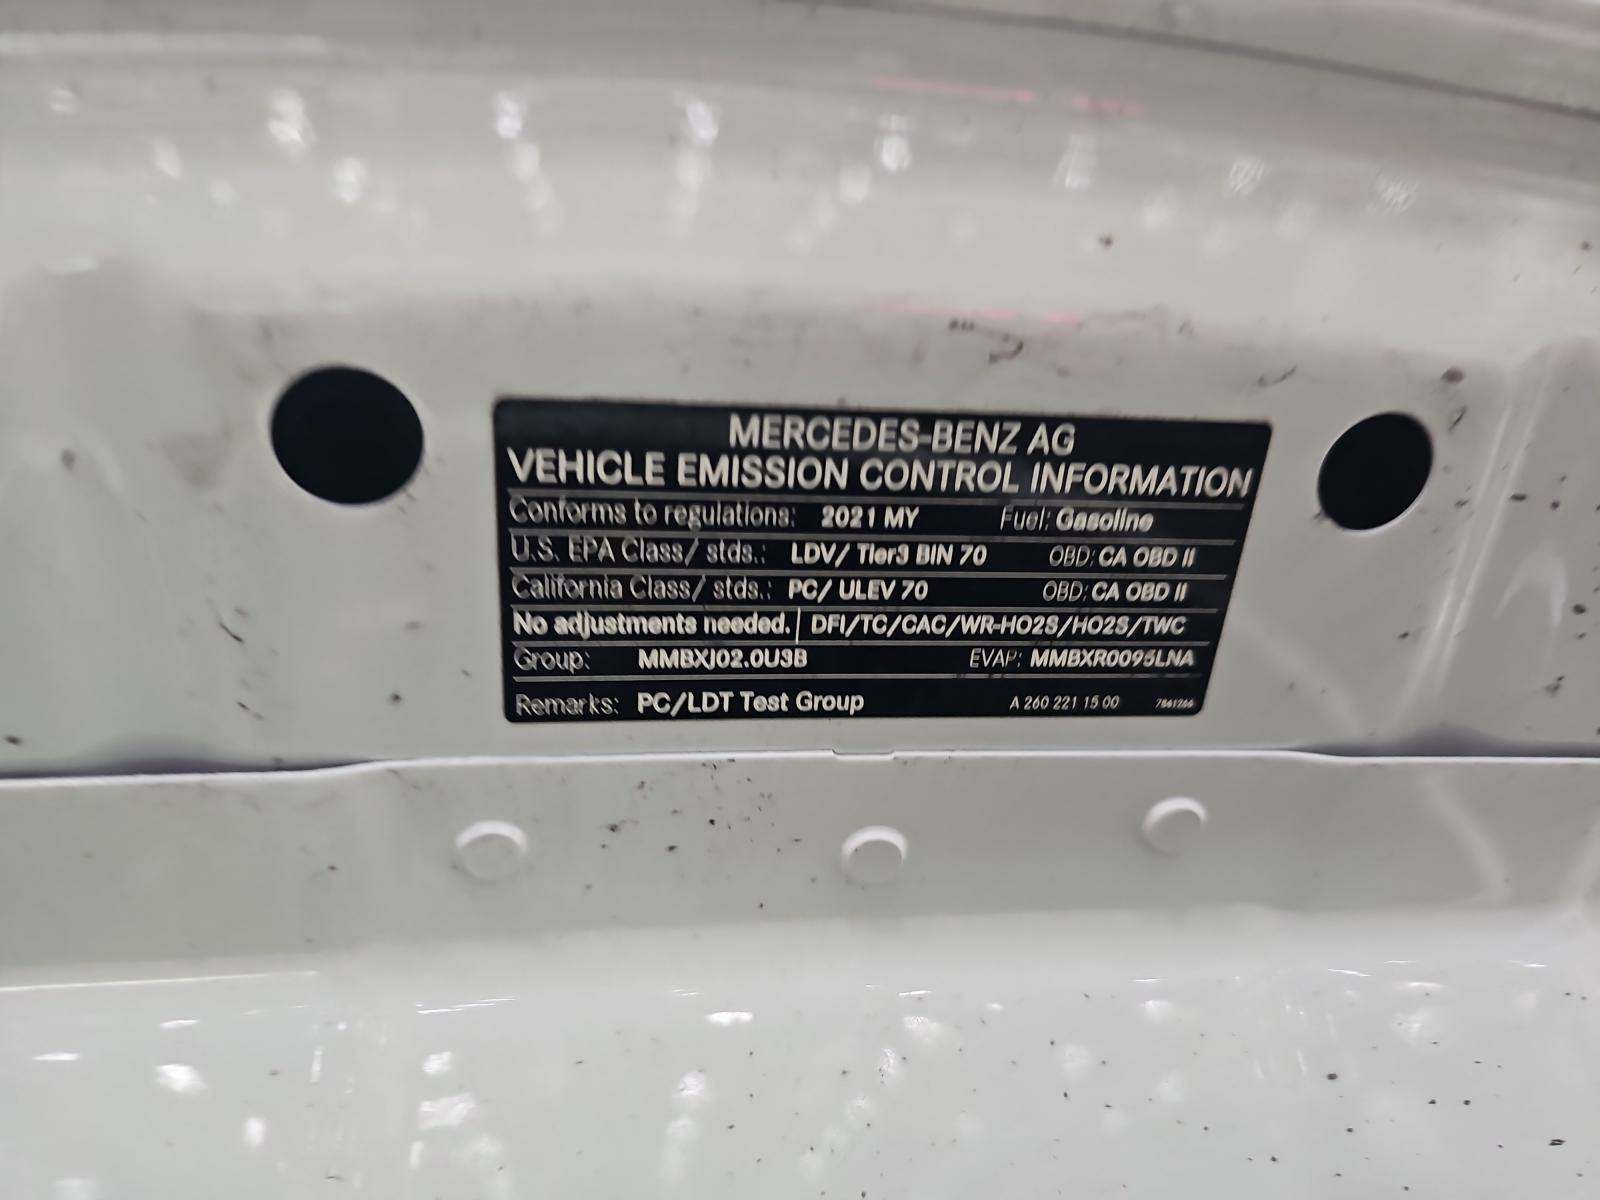 MERCEDES-BENZ AG
VEHICLE EMISSION CONTROL INFORMATION
Conforms to regulations: 2021 MY Fuel: Gasoline
U.S. EPA Class/ stds.: LDV/ Tier3 BIN 70 OBD: CA OBD II
California Class/ stds.: PC/ ULEV 70 OBD: CA OBD II
No adjustments needed. DFI/TC/CAC/WR-HO2S/HO2S/TWC
Group: MMBXJ02.0U3B EVAP: MMBXR0095LNA
Remarks: PC/LDT Test Group A 260 221 15 00